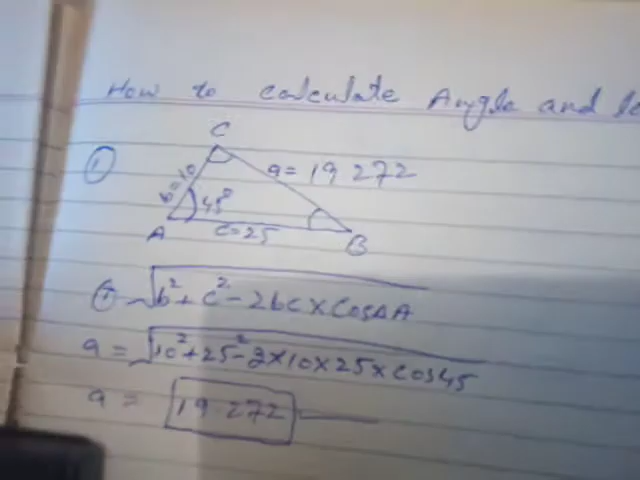 How to calculate Angle and
①
C
b=10
a = 19.272
45°
A
c=25
B
√b²+c²-2bc×Cos∆A
a = √10²+25²-2×10×25×Cos45
a = 19.272